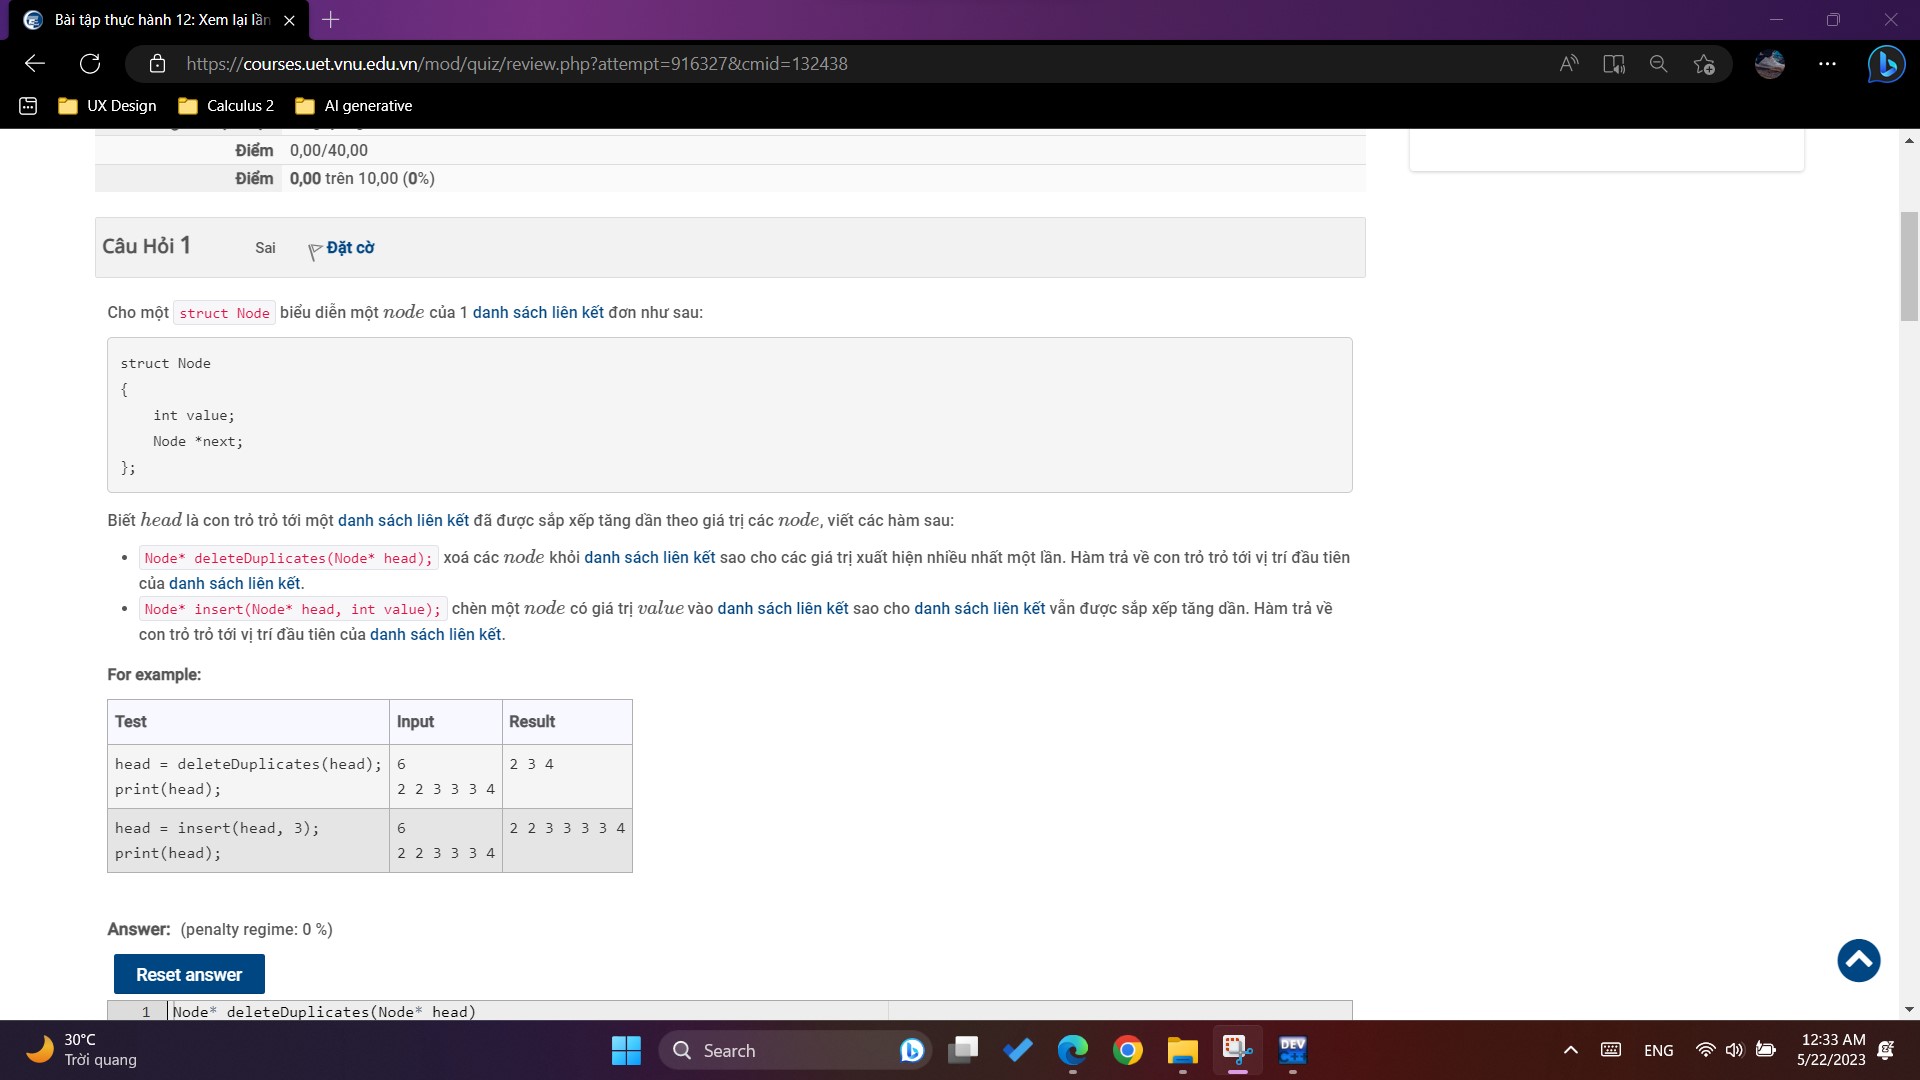 Bài tập thực hành 12: Xem lại lần
https://courses.uet.vnu.edu.vn/mod/quiz/review.php?attempt=916327&cmid=132438
UX Design
Calculus 2
AI generative
Điểm 0,00/40,00
Điểm 0,00 trên 10,00 (0%)
Câu Hỏi 1 Sai Đặt cờ
Cho một struct Node biểu diễn một node của 1 danh sách liên kết đơn như sau:
struct Node
{
int value;
Node *next;
};
Biết head là con trỏ trỏ tới một danh sách liên kết đã được sắp xếp tăng dần theo giá trị các node, viết các hàm sau:
• Node* deleteDuplicates(Node* head); xoá các node khỏi danh sách liên kết sao cho các giá trị xuất hiện nhiều nhất một lần. Hàm trả về con trỏ trỏ tới vị trí đầu tiên
của danh sách liên kết.
• Node* insert(Node* head, int value); chèn một node có giá trị value vào danh sách liên kết sao cho danh sách liên kết vẫn được sắp xếp tăng dần. Hàm trả về
con trỏ trỏ tới vị trí đầu tiên của danh sách liên kết.
For example:
Test Input Result
head = deleteDuplicates(head); 6 2 3 4
print(head); 2 2 3 3 3 4
head = insert(head, 3); 6 2 2 3 3 3 3 4
print(head); 2 2 3 3 3 4
Answer: (penalty regime: 0 %)
Reset answer
1 Node* deleteDuplicates(Node* head)
30°C
Trời quang
Search
DEV
ENG
12:33 AM
5/22/2023